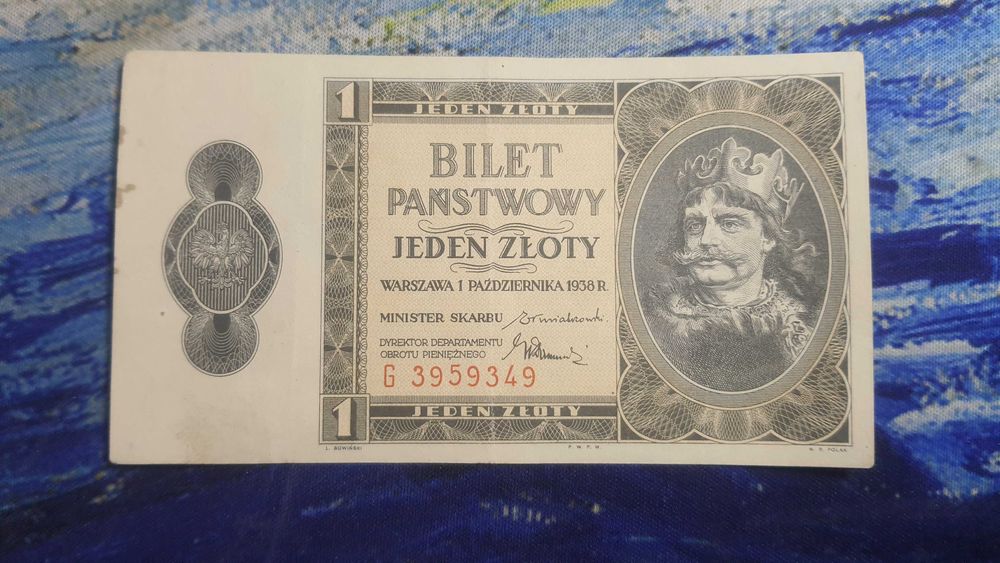 1
JEDEN ZŁOTY
BILET
PAŃSTWOWY
JEDEN ZŁOTY
WARSZAWA 1 PAŹDZIERNIKA 1938 R.
MINISTER SKARBU
DYREKTOR DEPARTAMENTU
OBROTU PIENIĘŻNEGO
G 3959349
1
JEDEN ZŁOTY
P. W. P. W.